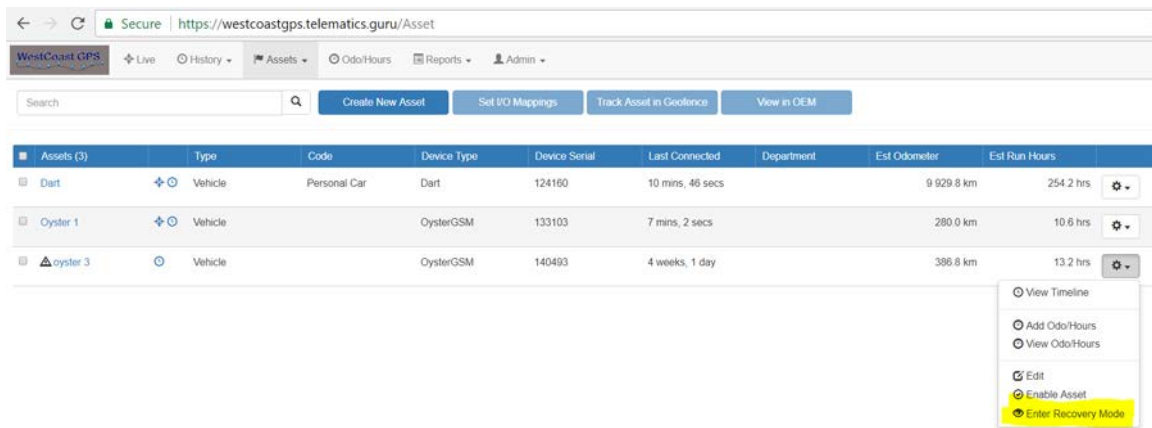 Secure https://westcoastgps.telematics.guru/Asset
WestCoast GPS Live History Assets Odo/Hours Reports Admin
Search Create New Asset Set I/O Mappings Track Asset in Geofence View in OEM
Assets (3) Type Code Device Type Device Serial Last Connected Department Est Odometer Est Run Hours
Dart Vehicle Personal Car Dart 124160 10 mins, 46 secs 9 929.8 km 254.2 hrs
Oyster 1 Vehicle OysterGSM 133103 7 mins, 2 secs 280.0 km 10.6 hrs
oyster 3 Vehicle OysterGSM 140493 4 weeks, 1 day 386.8 km 13.2 hrs
View Timeline
Add Odo/Hours
View Odo/Hours
Edit
Enable Asset
Enter Recovery Mode